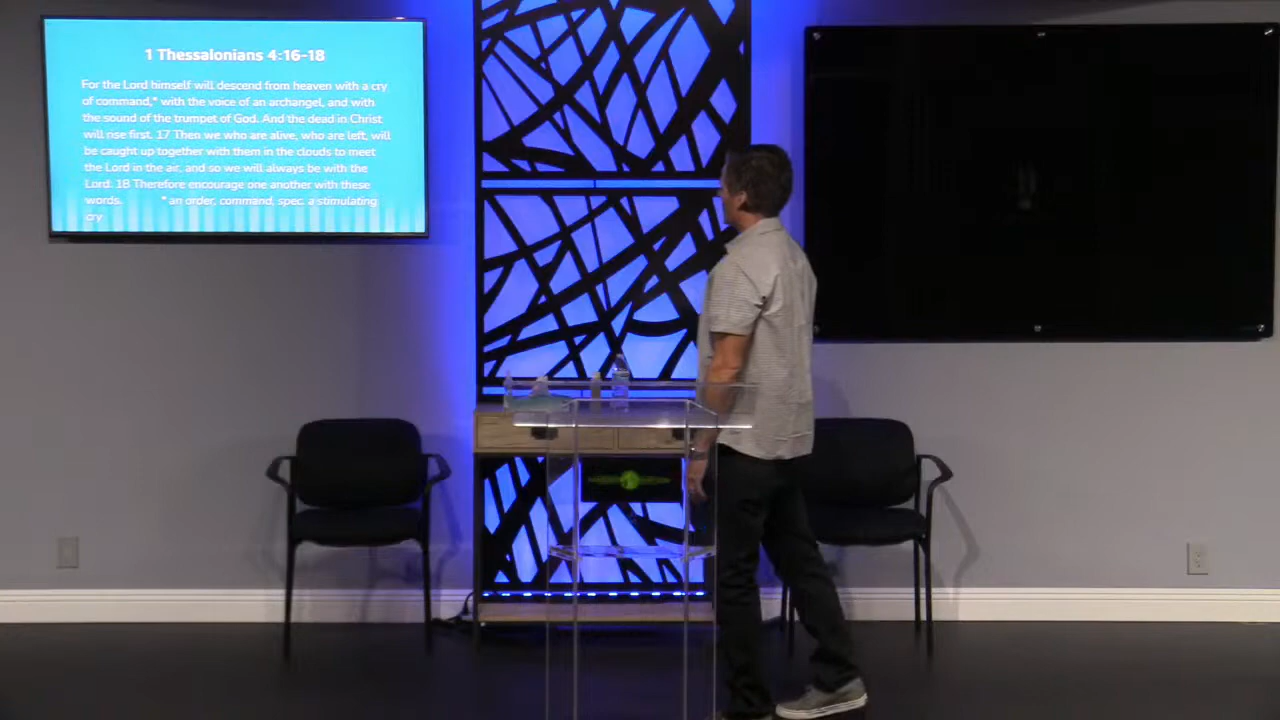 1 Thessalonians 4:16-18
For the Lord himself will descend from heaven with a cry
of command,* with the voice of an archangel, and with
the sound of the trumpet of God. And the dead in Christ
will rise first. 17 Then we who are alive, who are left, will
be caught up together with them in the clouds to meet
the Lord in the air, and so we will always be with the
Lord. 18 Therefore encourage one another with these
words. * an order, command, spec. a stimulating
cry